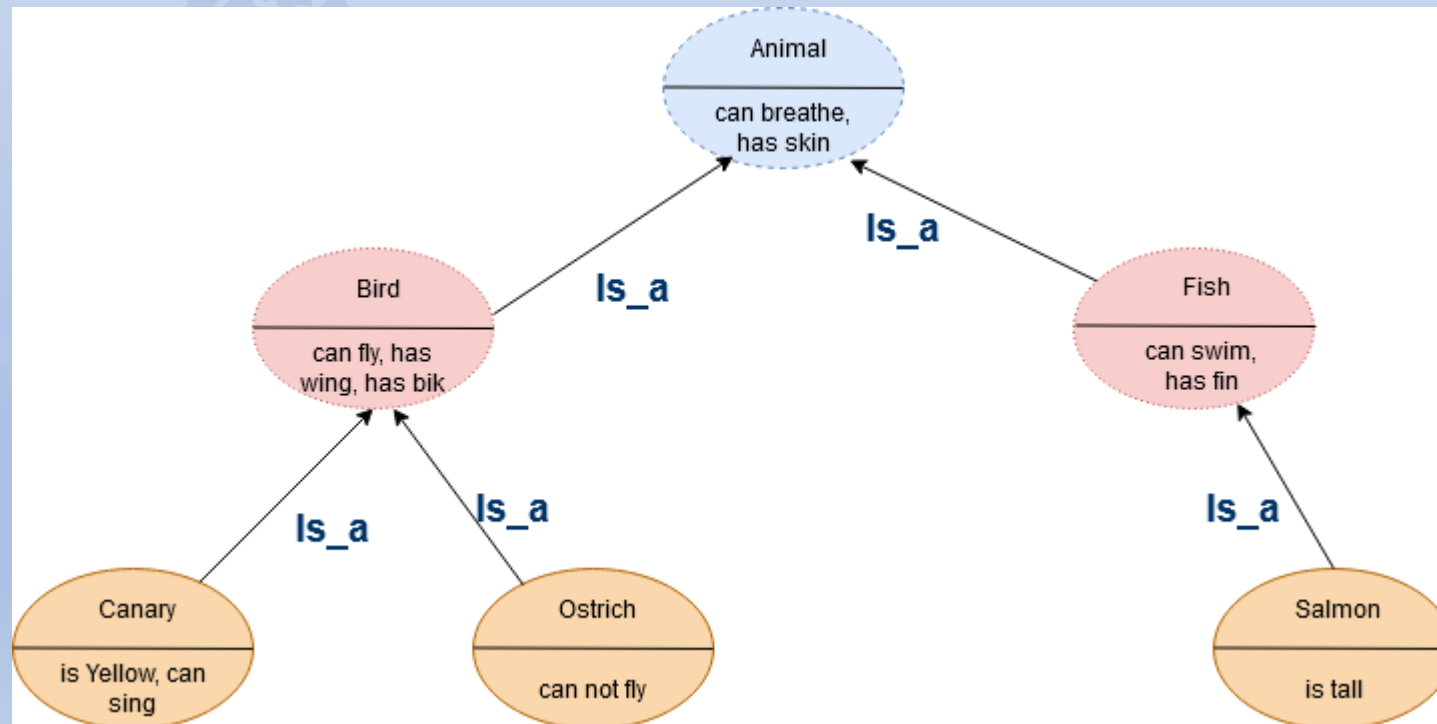 Animal
can breathe,
has skin
Is_a
Is_a
Bird
can fly, has
wing, has bik
Fish
can swim,
has fin
Is_a
Is_a
Is_a
Canary
is Yellow, can
sing
Ostrich
can not fly
Salmon
is tall